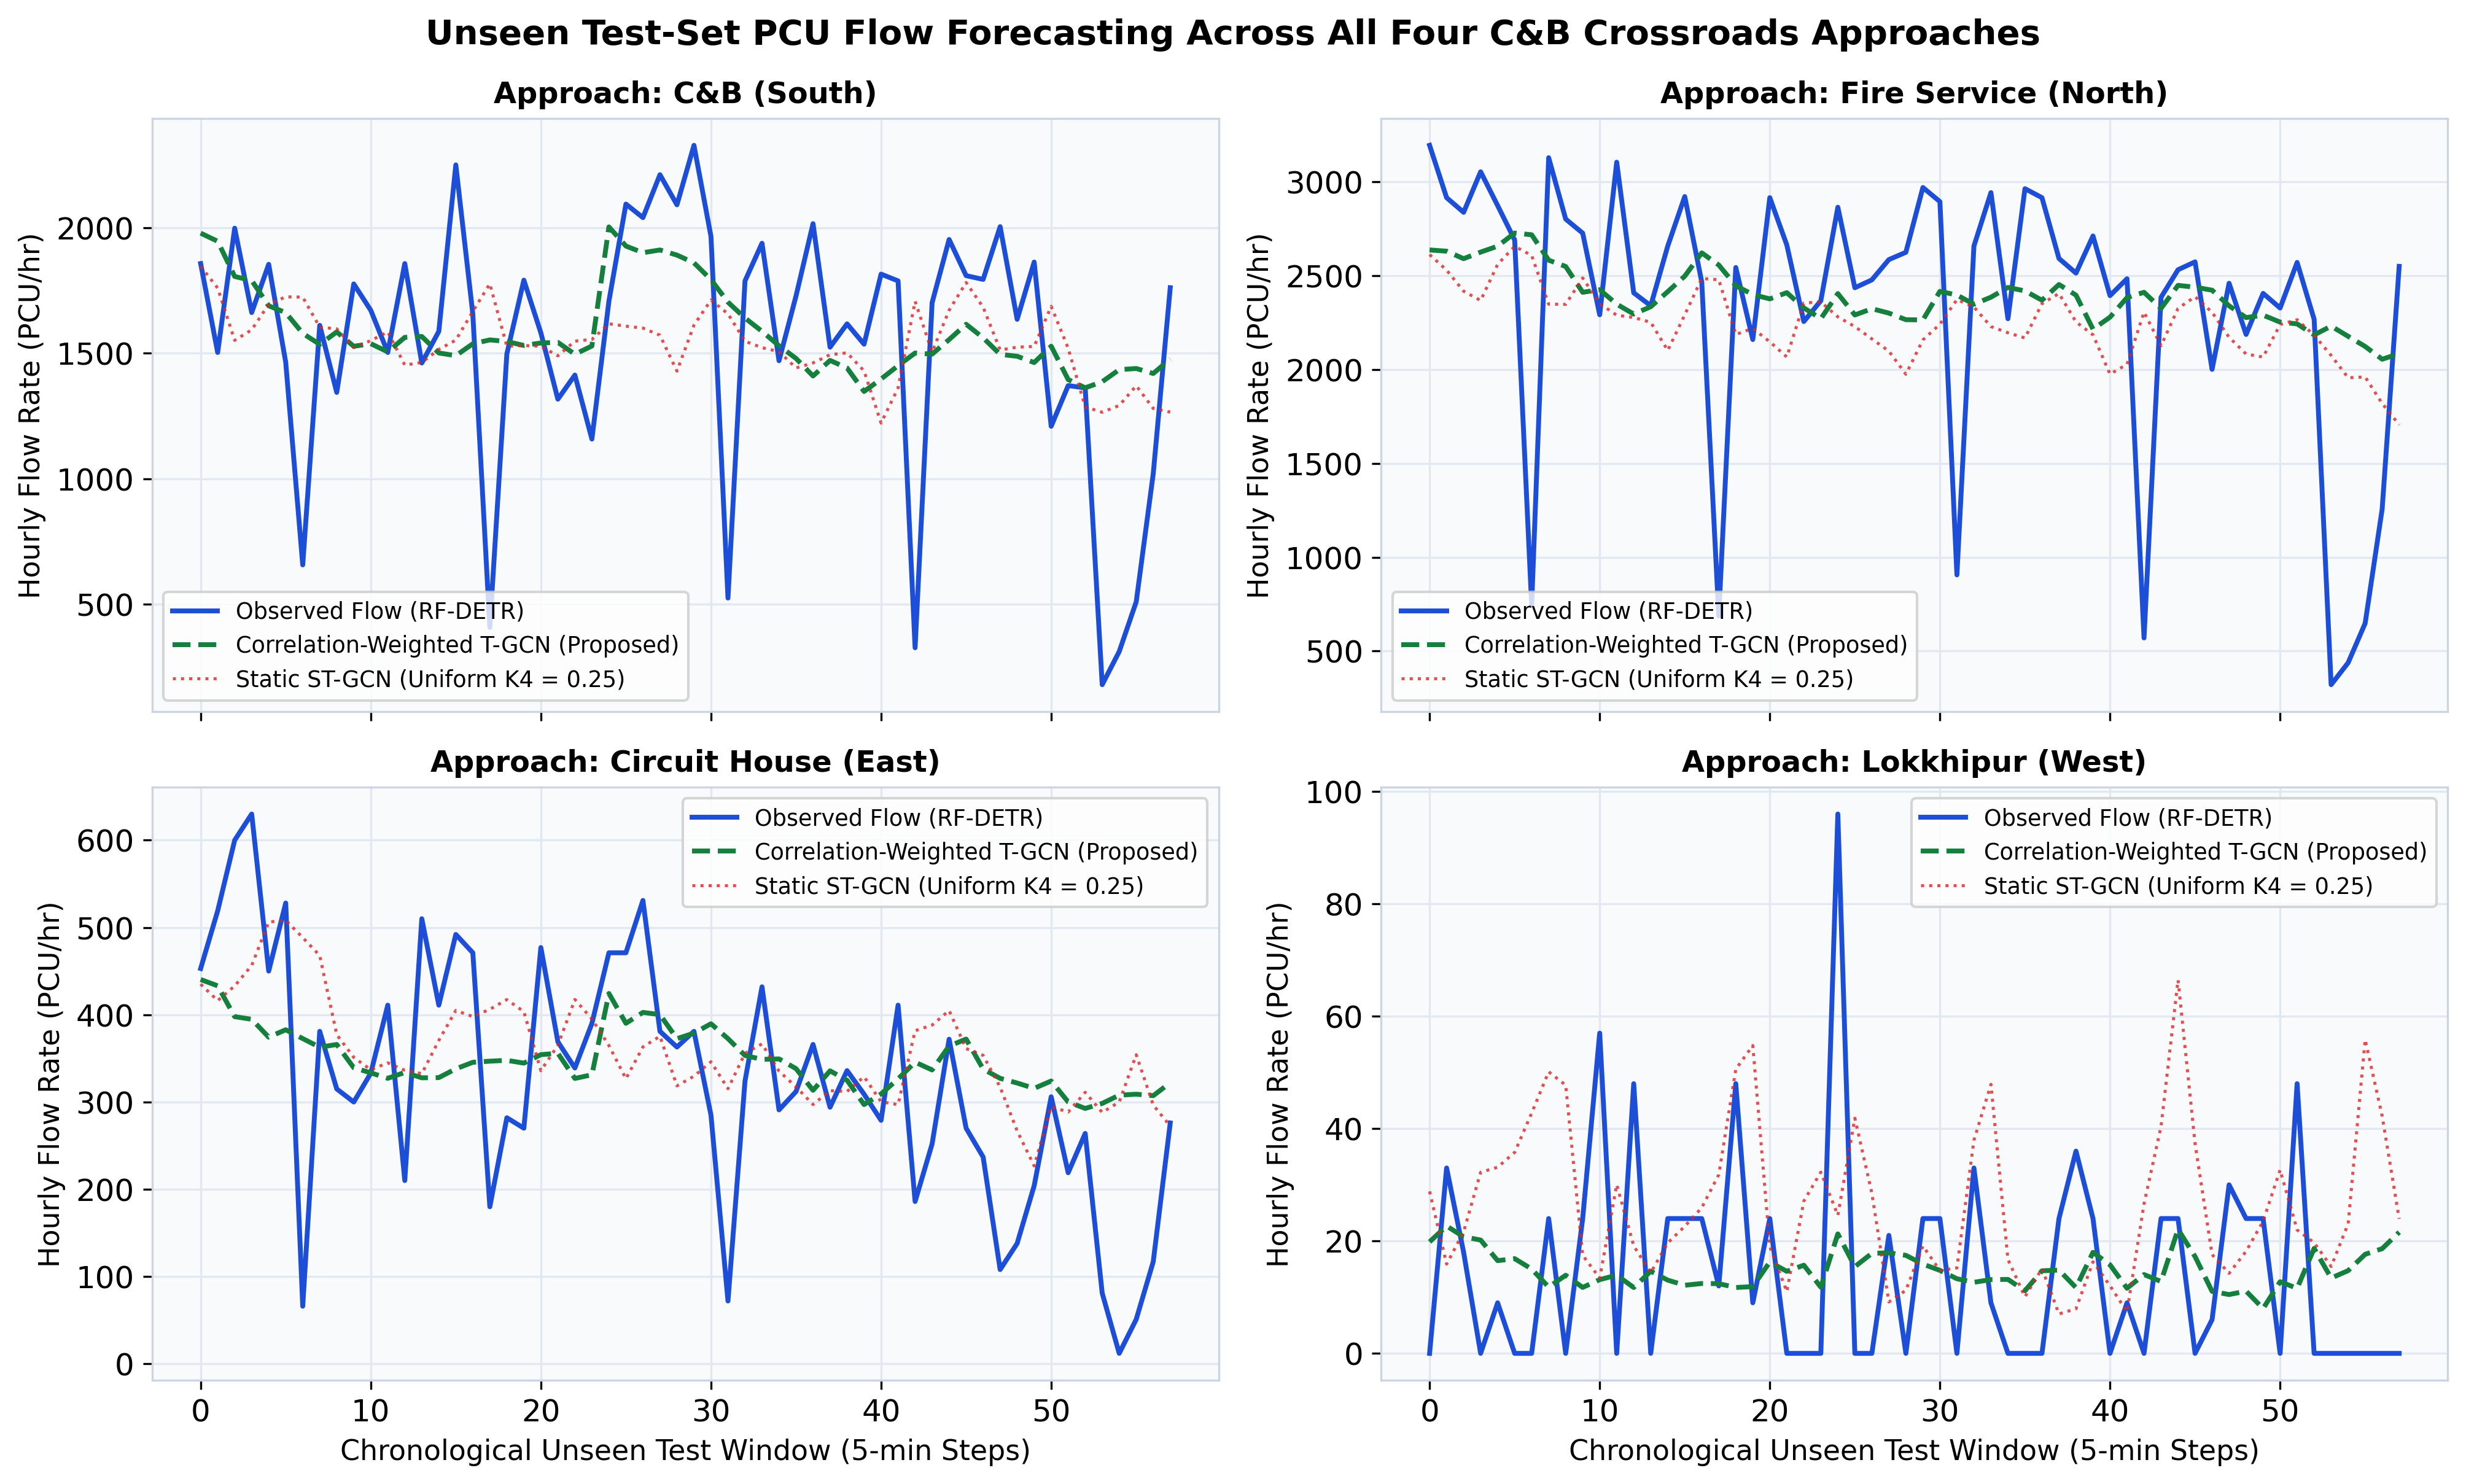 Unseen Test-Set PCU Flow Forecasting Across All Four C&B Crossroads Approaches
Approach: C&B (South)
Hourly Flow Rate (PCU/hr)
2000
1500
1000
500
Observed Flow (RF-DETR)
Correlation-Weighted T-GCN (Proposed)
Static ST-GCN (Uniform K4 = 0.25)
Approach: Fire Service (North)
Hourly Flow Rate (PCU/hr)
3000
2500
2000
1500
1000
500
Observed Flow (RF-DETR)
Correlation-Weighted T-GCN (Proposed)
Static ST-GCN (Uniform K4 = 0.25)
Approach: Circuit House (East)
Hourly Flow Rate (PCU/hr)
600
500
400
300
200
100
0
Observed Flow (RF-DETR)
Correlation-Weighted T-GCN (Proposed)
Static ST-GCN (Uniform K4 = 0.25)
0 10 20 30 40 50
Chronological Unseen Test Window (5-min Steps)
Approach: Lokkhipur (West)
Hourly Flow Rate (PCU/hr)
100
80
60
40
20
0
Observed Flow (RF-DETR)
Correlation-Weighted T-GCN (Proposed)
Static ST-GCN (Uniform K4 = 0.25)
0 10 20 30 40 50
Chronological Unseen Test Window (5-min Steps)